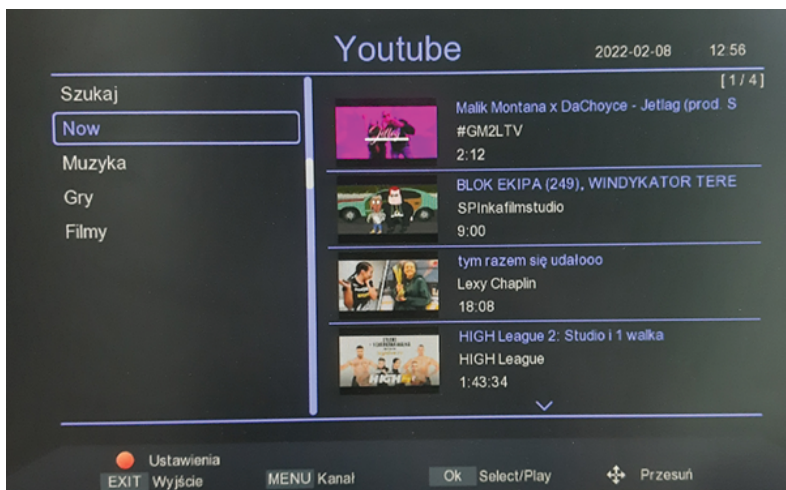 Youtube
2022-02-08 12:56
[1/4]
Szukaj
Now
Muzyka
Gry
Filmy
Malik Montana x DaChoyce - Jetlag (prod. S
#GM2LTV
2:12
BLOK EKIPA (249), WINDYKATOR TERE
SPInkafilmstudio
9:00
tym razem się udałooo
Lexy Chaplin
18:08
HIGH League 2: Studio i 1 walka
HIGH League
1:43:34
Ustawienia
EXIT Wyjście
MENU Kanał
Ok Select/Play
Przesuń